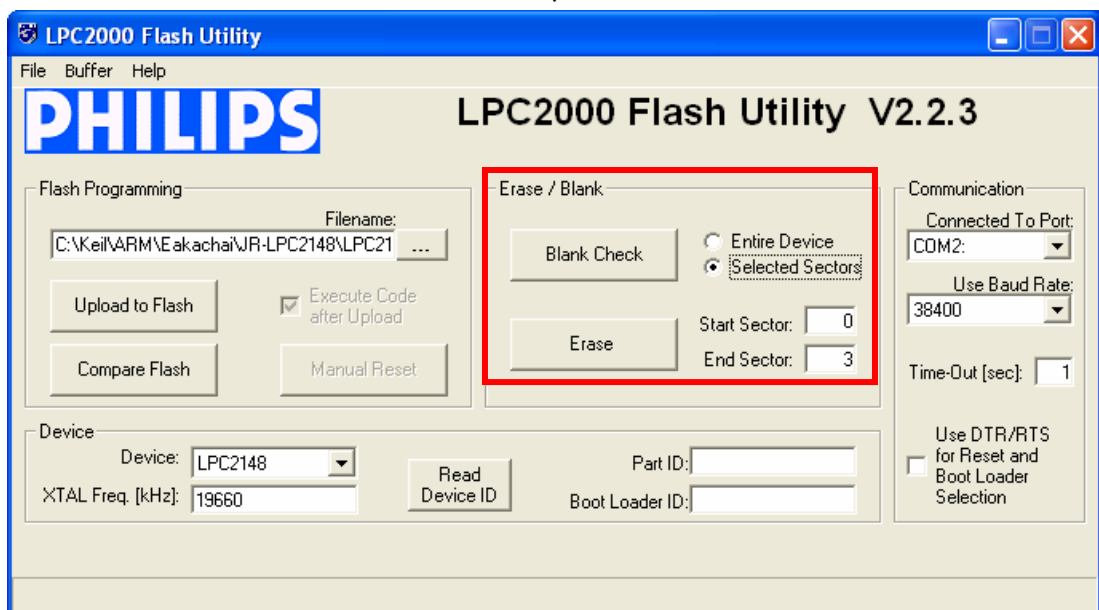 LPC2000 Flash Utility
File Buffer Help
PHILIPS
LPC2000 Flash Utility V2.2.3
Flash Programming
Filename:
C:\Keil\ARM\Eakachai\JR-LPC2148\LPC21 ...
Upload to Flash
Execute Code
after Upload
Compare Flash
Manual Reset
Erase / Blank
Blank Check
Entire Device
Selected Sectors
Erase
Start Sector: 0
End Sector: 3
Communication
Connected To Port:
COM2:
Use Baud Rate:
38400
Time-Out [sec]: 1
Use DTR/RTS
for Reset and
Boot Loader
Selection
Device
Device: LPC2148
XTAL Freq. [kHz]: 19660
Read
Device ID
Part ID:
Boot Loader ID: